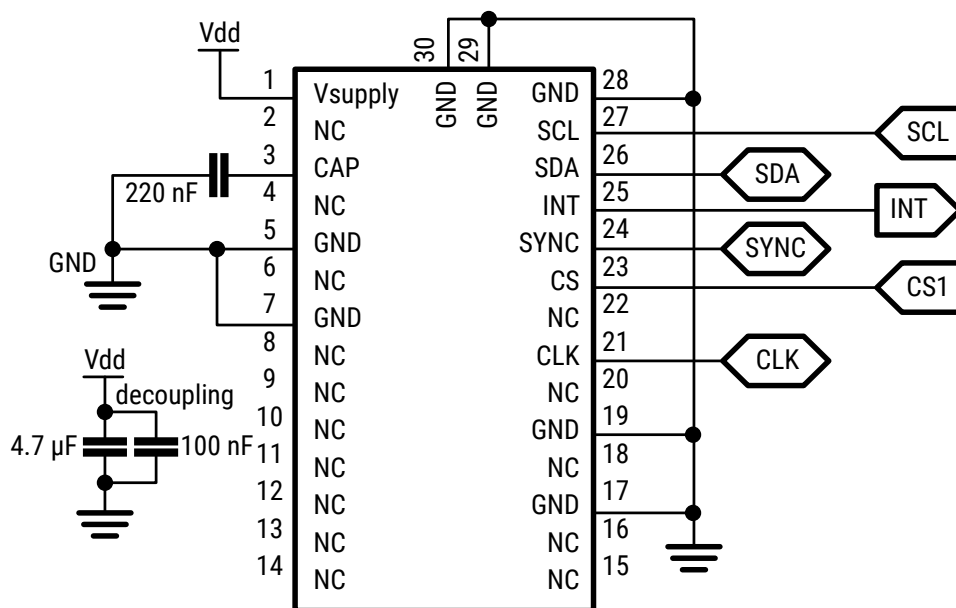 Vdd
30
29
1
Vsupply
GND
GND
GND
28
2
NC
SCL
27
SCL
3
CAP
SDA
26
SDA
220 nF
4
NC
INT
25
INT
5
GND
SYNC
24
SYNC
GND
6
NC
CS
23
CS1
7
GND
NC
22
8
NC
CLK
21
CLK
Vdd
decoupling
9
NC
NC
20
10
NC
GND
19
4.7 µF
100 nF
11
NC
NC
18
12
NC
GND
17
13
NC
NC
16
14
NC
NC
15